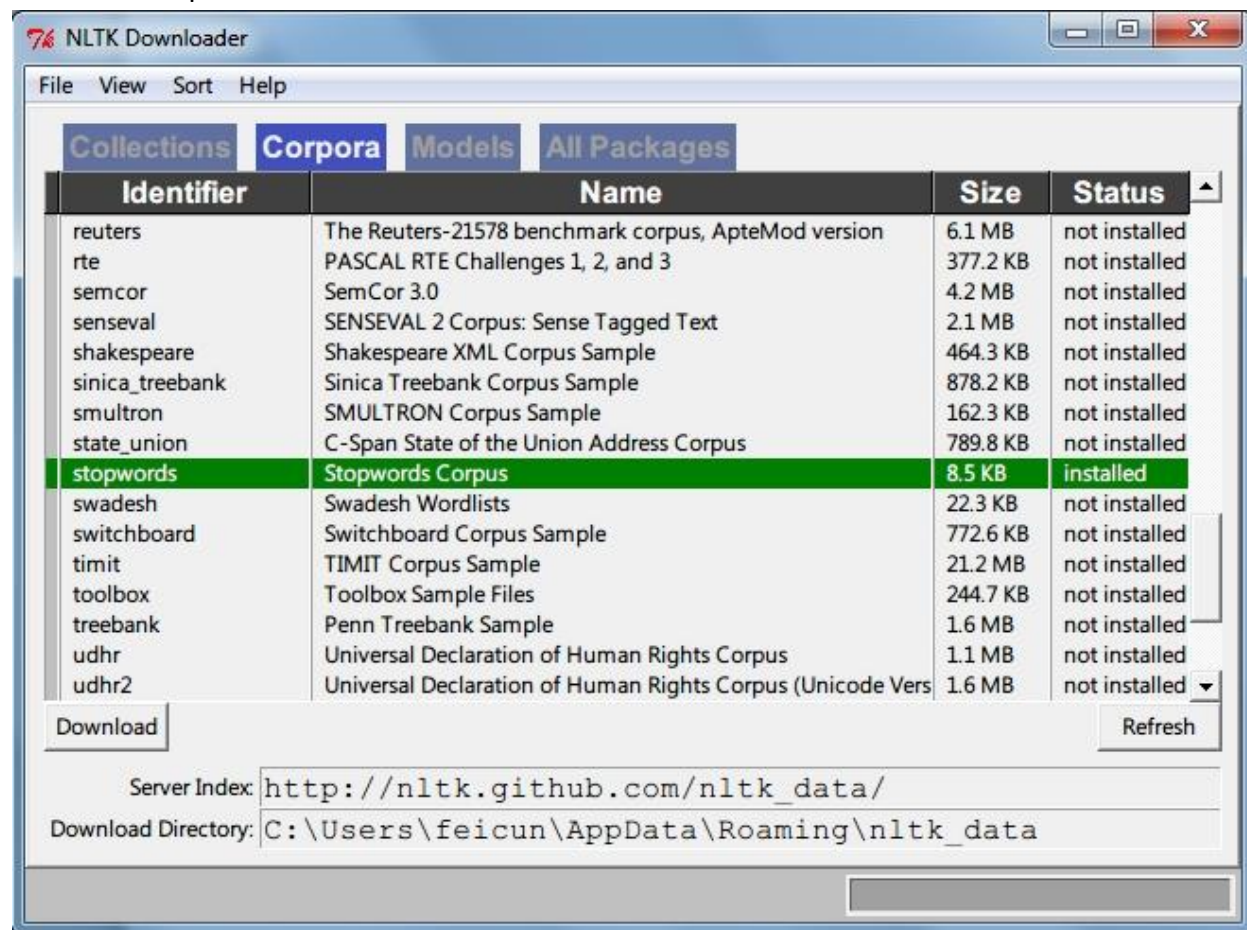 NLTK Downloader
File View Sort Help
Collections Corpora Models All Packages
Identifier Name Size Status
reuters The Reuters-21578 benchmark corpus, ApteMod version 6.1 MB not installed
rte PASCAL RTE Challenges 1, 2, and 3 377.2 KB not installed
semcor SemCor 3.0 4.2 MB not installed
senseval SENSEVAL 2 Corpus: Sense Tagged Text 2.1 MB not installed
shakespeare Shakespeare XML Corpus Sample 464.3 KB not installed
sinica_treebank Sinica Treebank Corpus Sample 878.2 KB not installed
smultron SMULTRON Corpus Sample 162.3 KB not installed
state_union C-Span State of the Union Address Corpus 789.8 KB not installed
stopwords Stopwords Corpus 8.5 KB installed
swadesh Swadesh Wordlists 22.3 KB not installed
switchboard Switchboard Corpus Sample 772.6 KB not installed
timit TIMIT Corpus Sample 21.2 MB not installed
toolbox Toolbox Sample Files 244.7 KB not installed
treebank Penn Treebank Sample 1.6 MB not installed
udhr Universal Declaration of Human Rights Corpus 1.1 MB not installed
udhr2 Universal Declaration of Human Rights Corpus (Unicode Vers 1.6 MB not installed
Download Refresh
Server Index: http://nltk.github.com/nltk_data/
Download Directory: C:\Users\feicun\AppData\Roaming\nltk_data